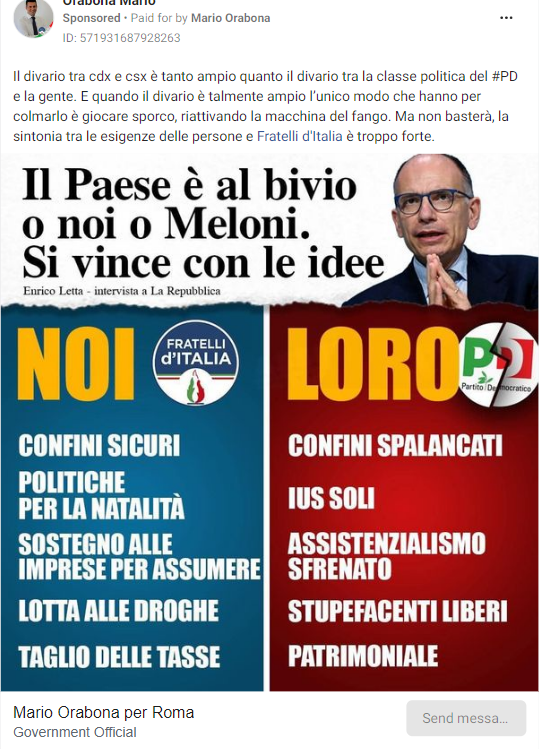 Orabona Mario
Sponsored • Paid for by Mario Orabona
ID: 571931687928263
Il divario tra cdx e csx è tanto ampio quanto il divario tra la classe politica del #PD
e la gente. E quando il divario è talmente ampio l’unico modo che hanno per
colmarlo è giocare sporco, riattivando la macchina del fango. Ma non basterà, la
sintonia tra le esigenze delle persone e Fratelli d'Italia è troppo forte.
Il Paese è al bivio
o noi o Meloni.
Si vince con le idee
Enrico Letta - intervista a La Repubblica
NOI
FRATELLI
d'ITALIA
LORO
PD
Partito Democratico
CONFINI SICURI
POLITICHE
PER LA NATALITÀ
SOSTEGNO ALLE
IMPRESE PER ASSUMERE
LOTTA ALLE DROGHE
TAGLIO DELLE TASSE
CONFINI SPALANCATI
IUS SOLI
ASSISTENZIALISMO
SFRENATO
STUPEFACENTI LIBERI
PATRIMONIALE
Mario Orabona per Roma
Government Official
Send messa...